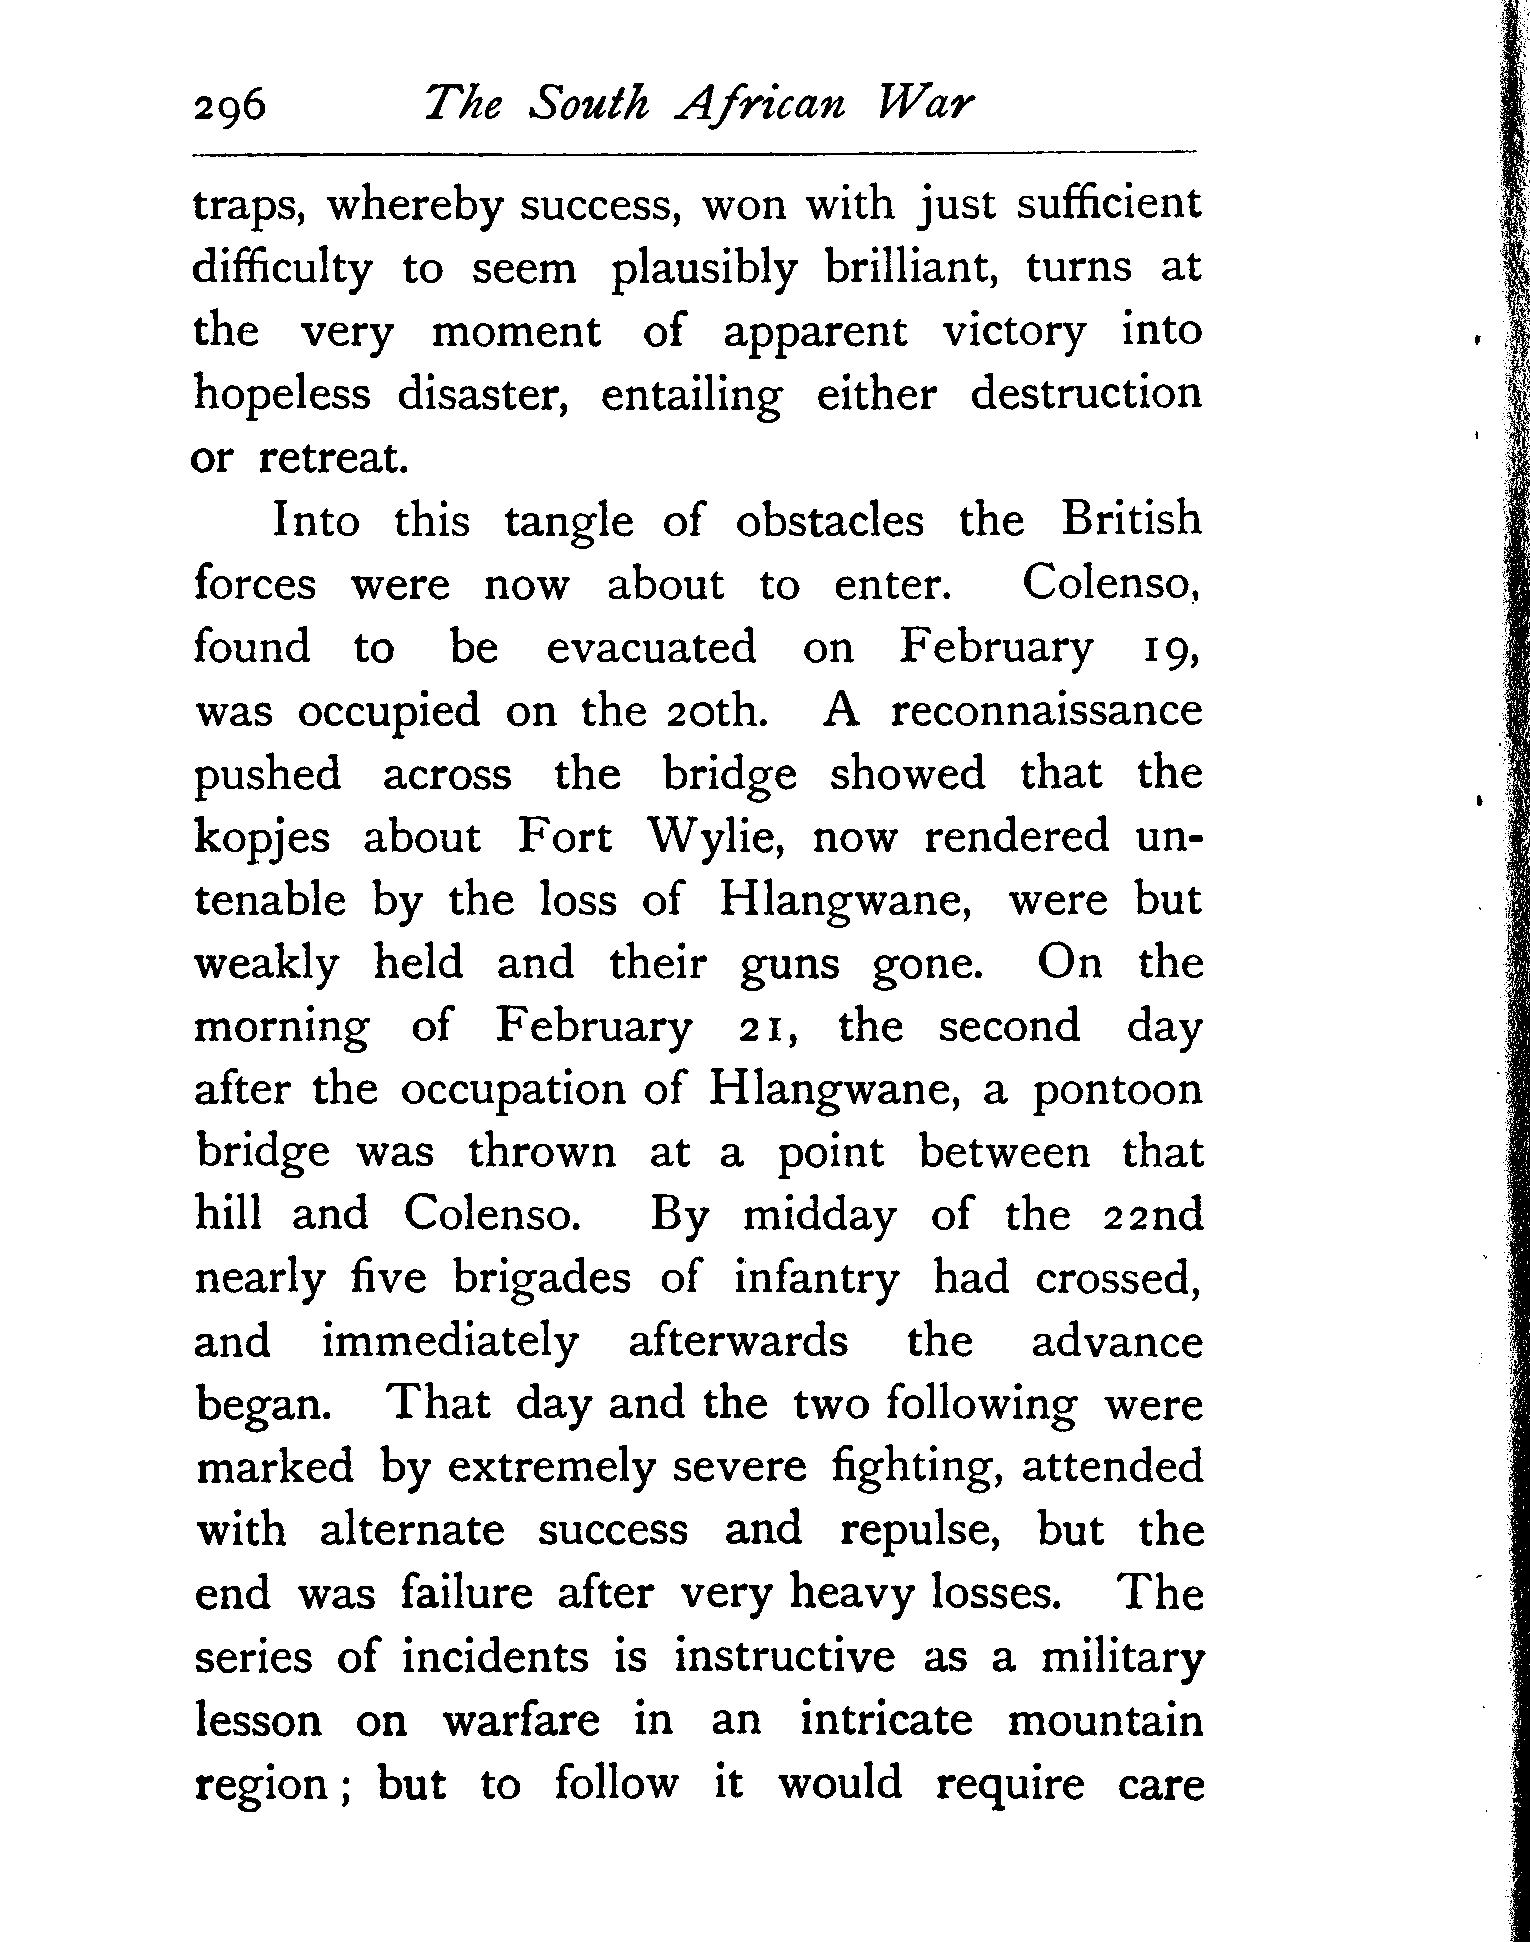 296 The South African War
traps, whereby success, won with just sufficient
difficulty to seem plausibly brilliant, turns at
the very moment of apparent victory into
hopeless disaster, entailing either destruction
or retreat.
Into this tangle of obstacles the British
forces were now about to enter. Colenso,
found to be evacuated on February 19,
was occupied on the 20th. A reconnaissance
pushed across the bridge showed that the
kopjes about Fort Wylie, now rendered un-
tenable by the loss of Hlangwane, were but
weakly held and their guns gone. On the
morning of February 21, the second day
after the occupation of Hlangwane, a pontoon
bridge was thrown at a point between that
hill and Colenso. By midday of the 22nd
nearly five brigades of infantry had crossed,
and immediately afterwards the advance
began. That day and the two following were
marked by extremely severe fighting, attended
with alternate success and repulse, but the
end was failure after very heavy losses. The
series of incidents is instructive as a military
lesson on warfare in an intricate mountain
region ; but to follow it would require care